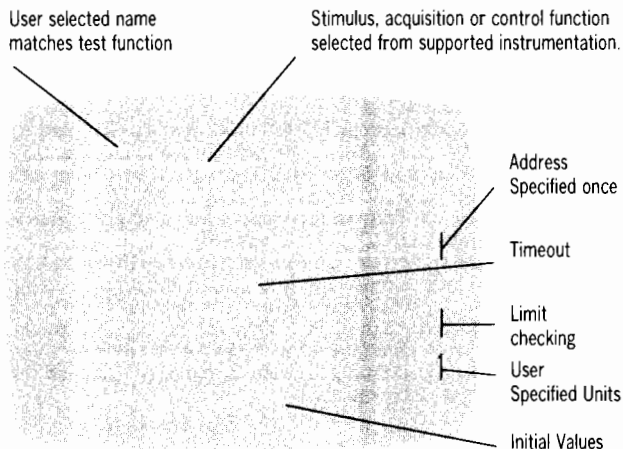 User selected name
matches test function
Stimulus, acquisition or control function
selected from supported instrumentation.
Address
Specified once
Timeout
Limit
checking
User
Specified Units
Initial Values